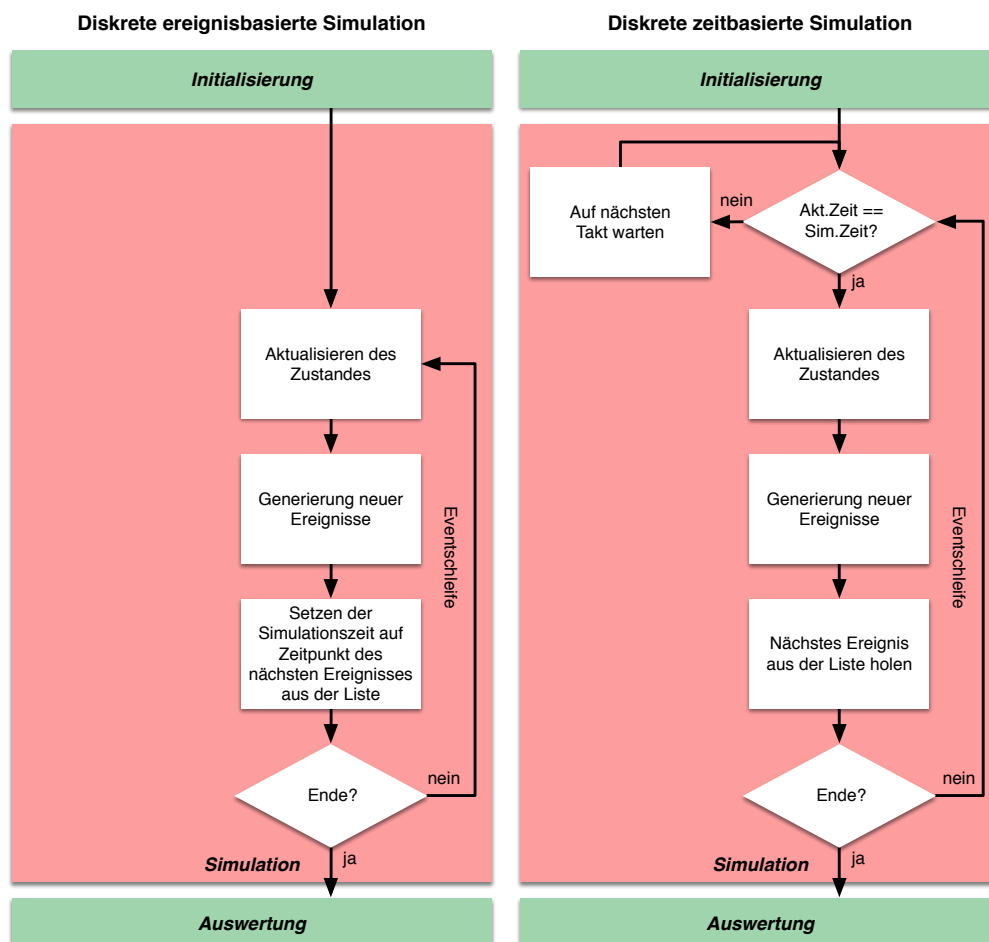 Diskrete ereignisbasierte Simulation
Initialisierung
Aktualisieren des
Zustandes
Generierung neuer
Ereignisse
Eventschleife
Setzen der
Simulationszeit auf
Zeitpunkt des
nächsten Ereignisses
aus der Liste
Ende?
nein
ja
Simulation
Auswertung
Diskrete zeitbasierte Simulation
Initialisierung
Auf nächsten
Takt warten
nein
Akt.Zeit ==
Sim.Zeit?
ja
Aktualisieren des
Zustandes
Generierung neuer
Ereignisse
Eventschleife
Nächstes Ereignis
aus der Liste holen
Ende?
nein
ja
Simulation
Auswertung